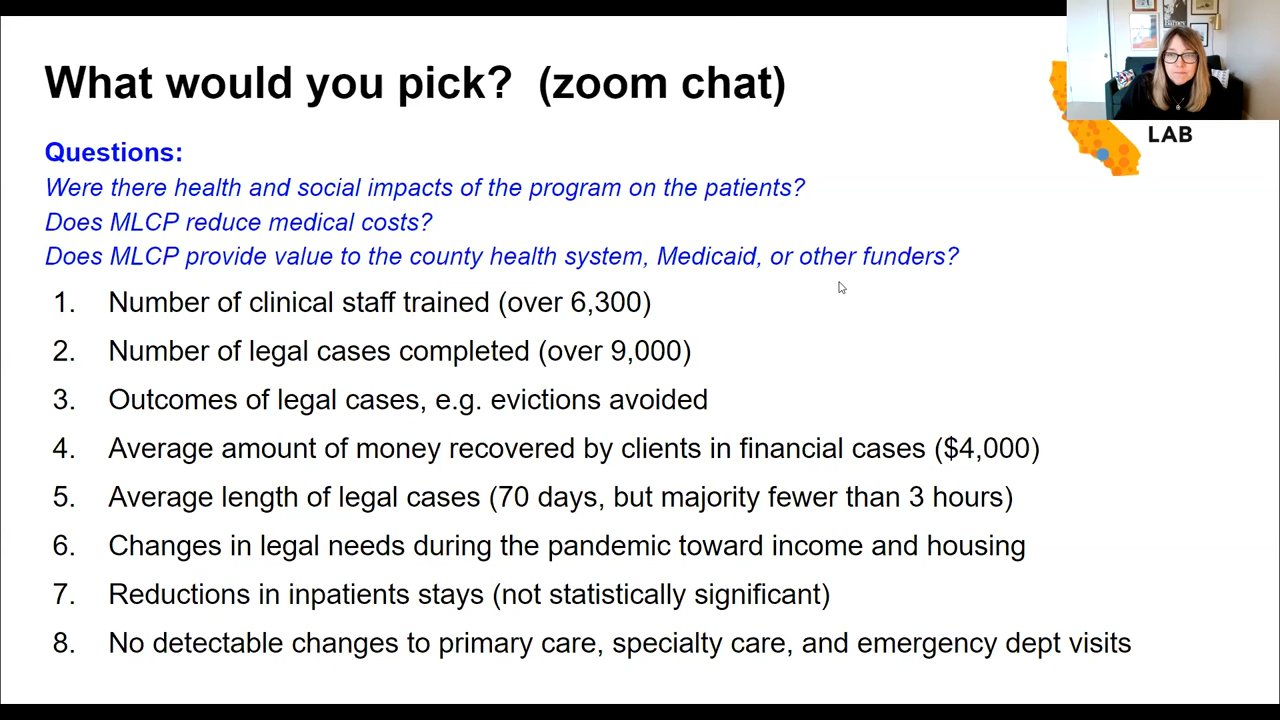 What would you pick? (zoom chat)
LAB
Questions:
Were there health and social impacts of the program on the patients?
Does MLCP reduce medical costs?
Does MLCP provide value to the county health system, Medicaid, or other funders?
1. Number of clinical staff trained (over 6,300)
2. Number of legal cases completed (over 9,000)
3. Outcomes of legal cases, e.g. evictions avoided
4. Average amount of money recovered by clients in financial cases ($4,000)
5. Average length of legal cases (70 days, but majority fewer than 3 hours)
6. Changes in legal needs during the pandemic toward income and housing
7. Reductions in inpatients stays (not statistically significant)
8. No detectable changes to primary care, specialty care, and emergency dept visits